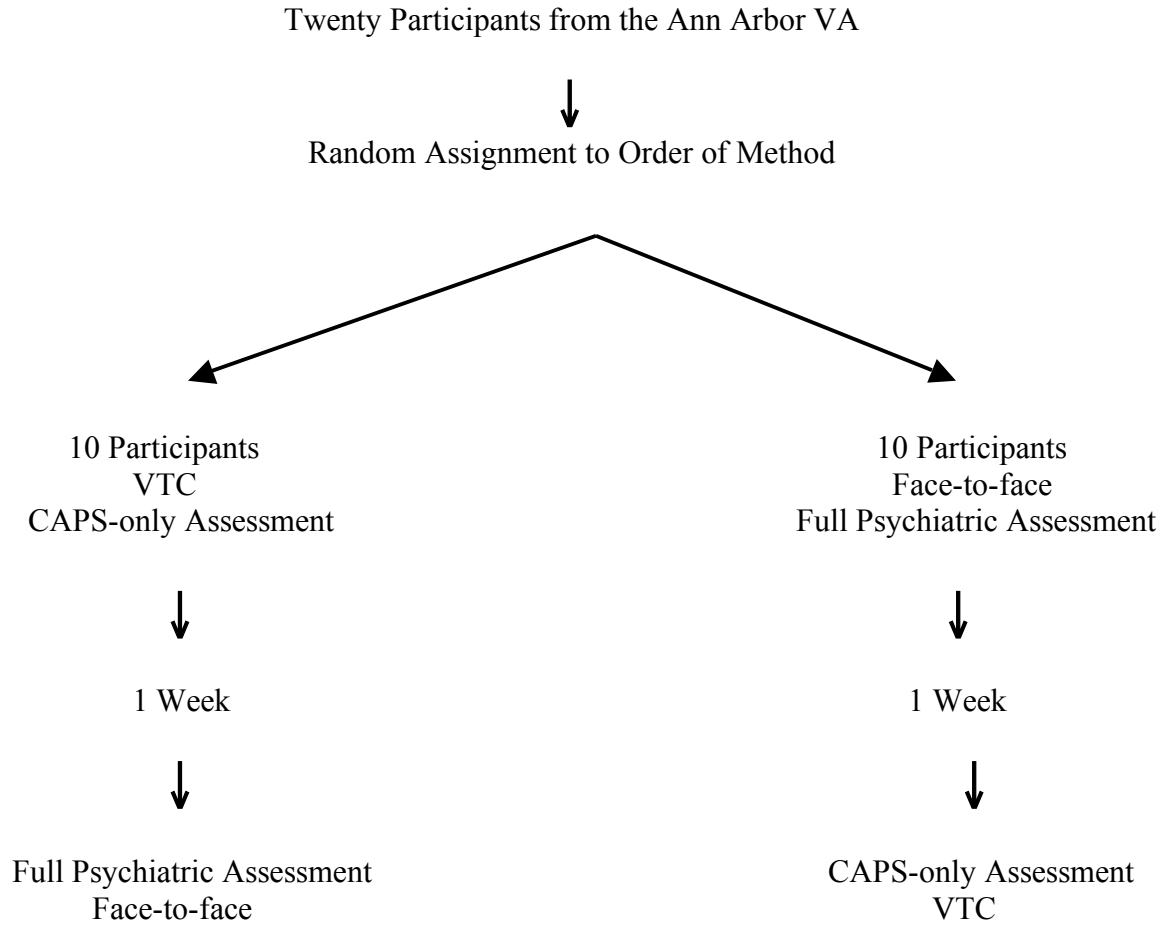 Twenty Participants from the Ann Arbor VA
Random Assignment to Order of Method
10 Participants
VTC
CAPS-only Assessment
10 Participants
Face-to-face
Full Psychiatric Assessment
1 Week
1 Week
Full Psychiatric Assessment
Face-to-face
CAPS-only Assessment
VTC